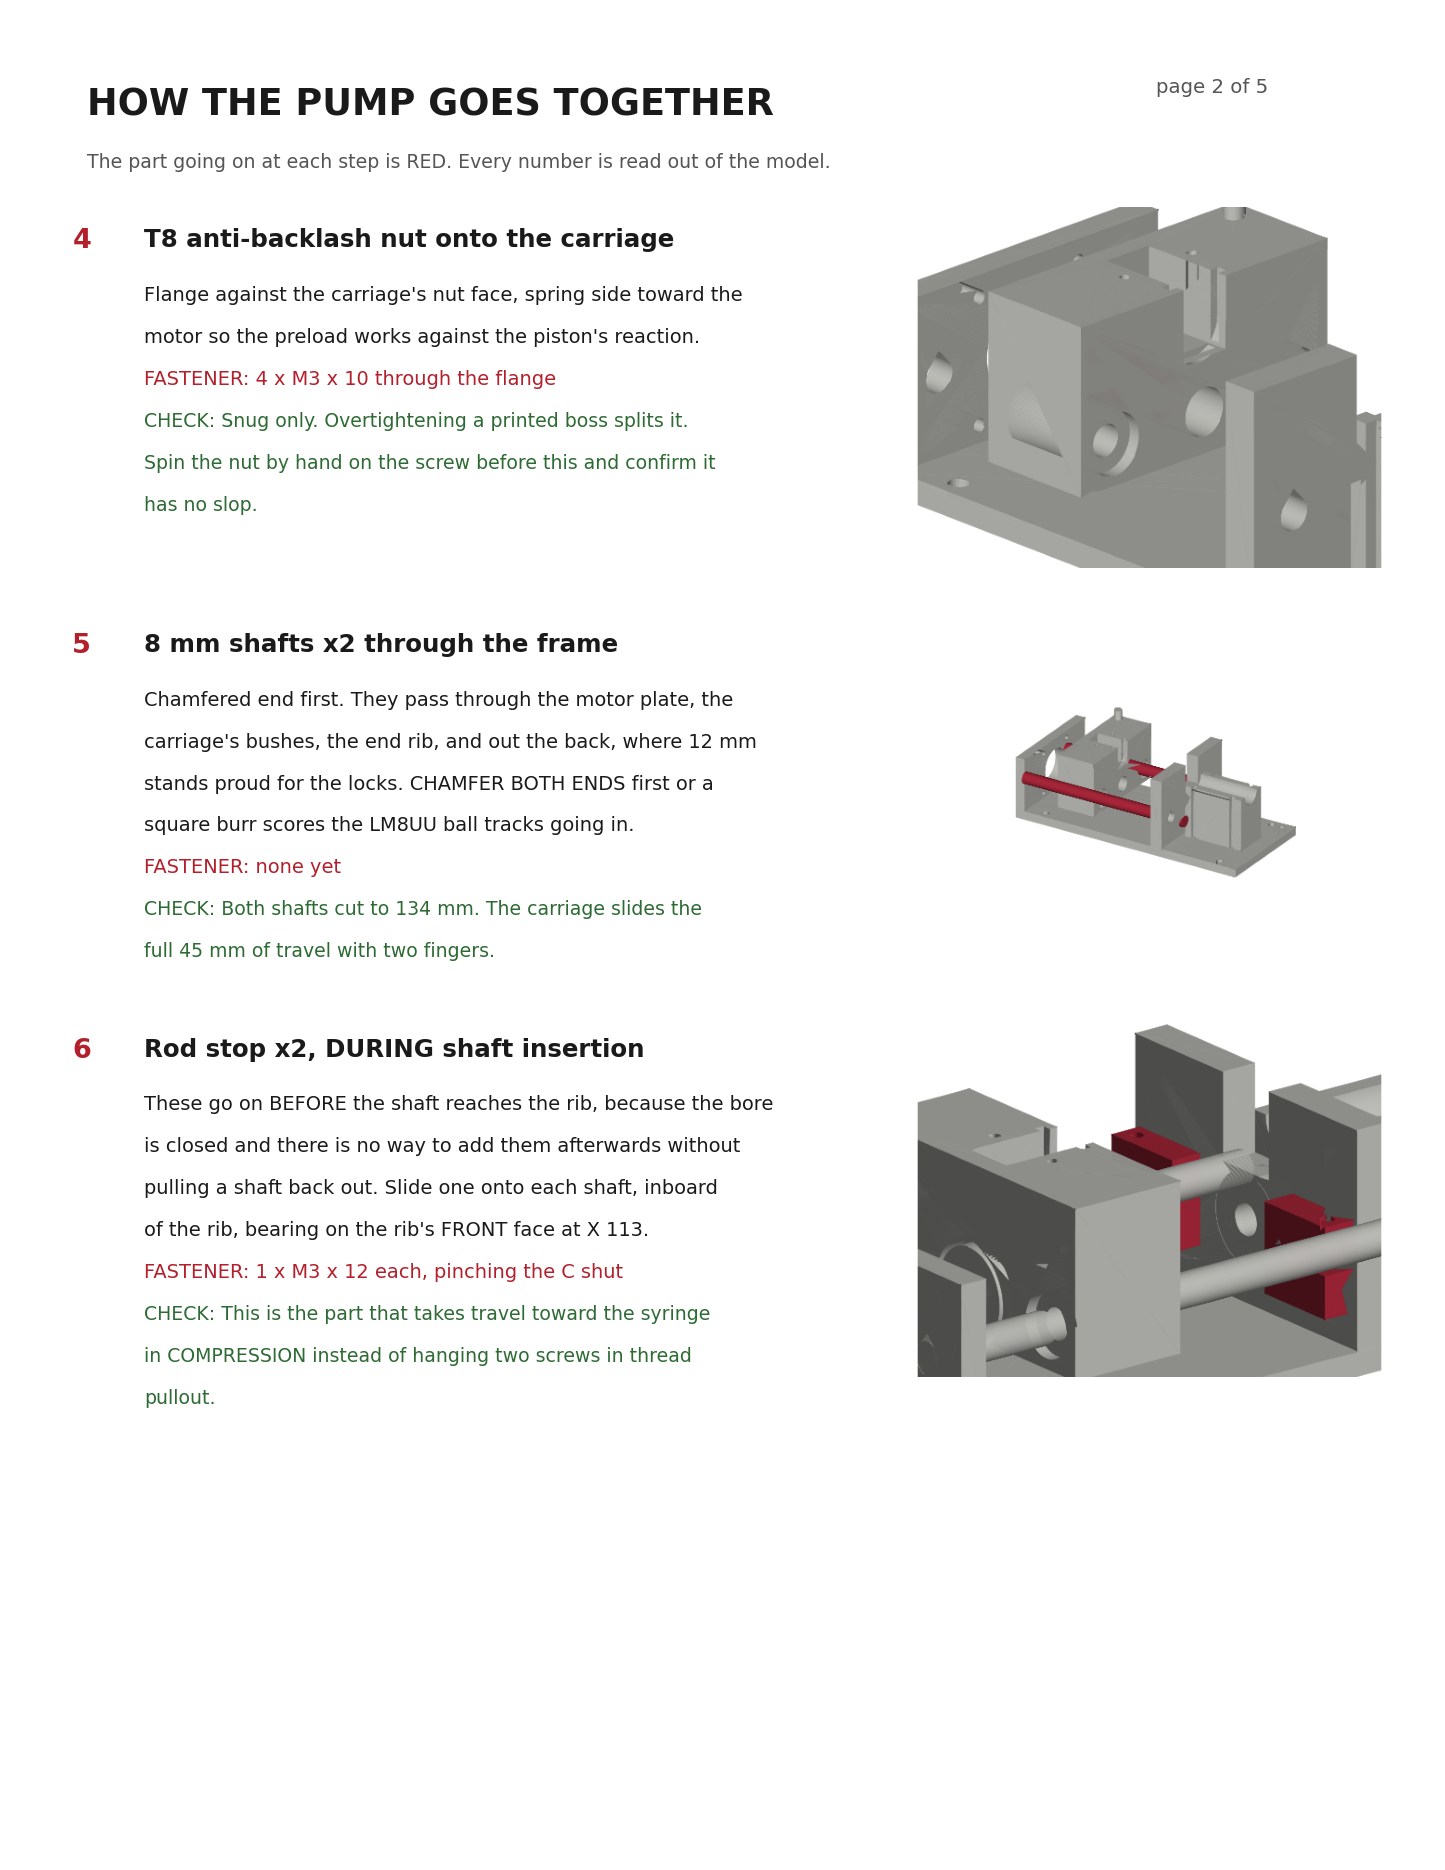 HOW THE PUMP GOES TOGETHER
page 2 of 5
The part going on at each step is RED. Every number is read out of the model.
4 T8 anti-backlash nut onto the carriage
Flange against the carriage's nut face, spring side toward the
motor so the preload works against the piston's reaction.
FASTENER: 4 x M3 x 10 through the flange
CHECK: Snug only. Overtightening a printed boss splits it.
Spin the nut by hand on the screw before this and confirm it
has no slop.
5 8 mm shafts x2 through the frame
Chamfered end first. They pass through the motor plate, the
carriage's bushes, the end rib, and out the back, where 12 mm
stands proud for the locks. CHAMFER BOTH ENDS first or a
square burr scores the LM8UU ball tracks going in.
FASTENER: none yet
CHECK: Both shafts cut to 134 mm. The carriage slides the
full 45 mm of travel with two fingers.
6 Rod stop x2, DURING shaft insertion
These go on BEFORE the shaft reaches the rib, because the bore
is closed and there is no way to add them afterwards without
pulling a shaft back out. Slide one onto each shaft, inboard
of the rib, bearing on the rib's FRONT face at X 113.
FASTENER: 1 x M3 x 12 each, pinching the C shut
CHECK: This is the part that takes travel toward the syringe
in COMPRESSION instead of hanging two screws in thread
pullout.